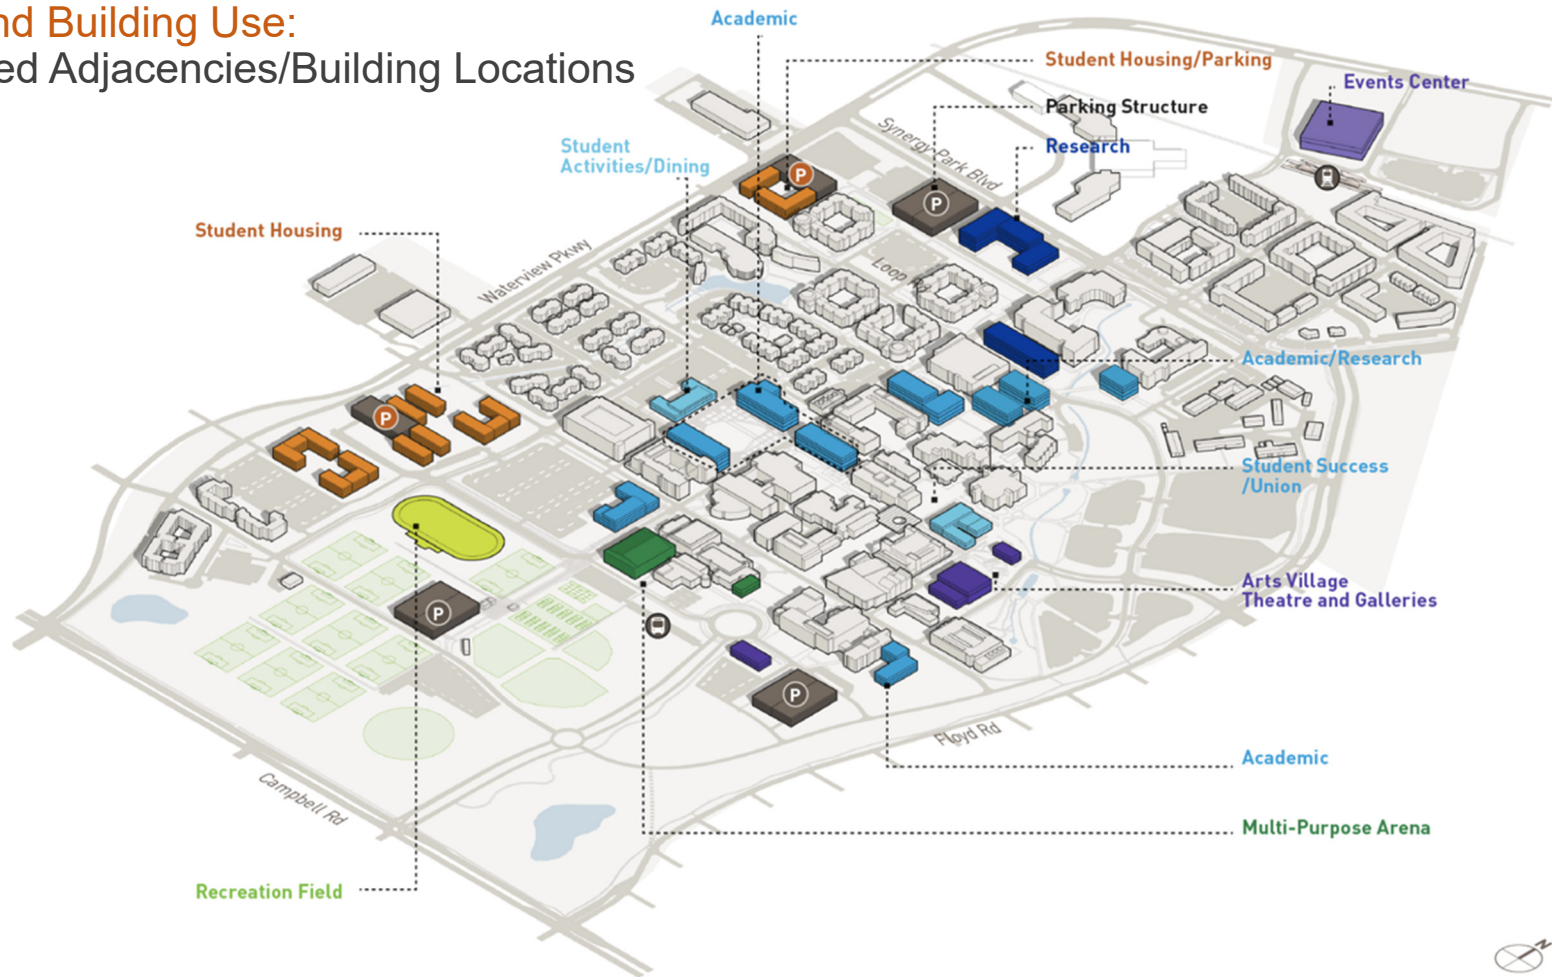 nd Building Use:
ed Adjacencies/Building Locations
Academic
Student Housing/Parking
Events Center
Parking Structure
Synergy Park Blvd
Research
Student
Activities/Dining
P
P
Student Housing
Waterview Pkwy
Loop
Academic/Research
P
Student Success
/Union
Arts Village
Theatre and Galleries
P
P
Floyd Rd
Academic
Campbell Rd
Multi-Purpose Arena
Recreation Field
N